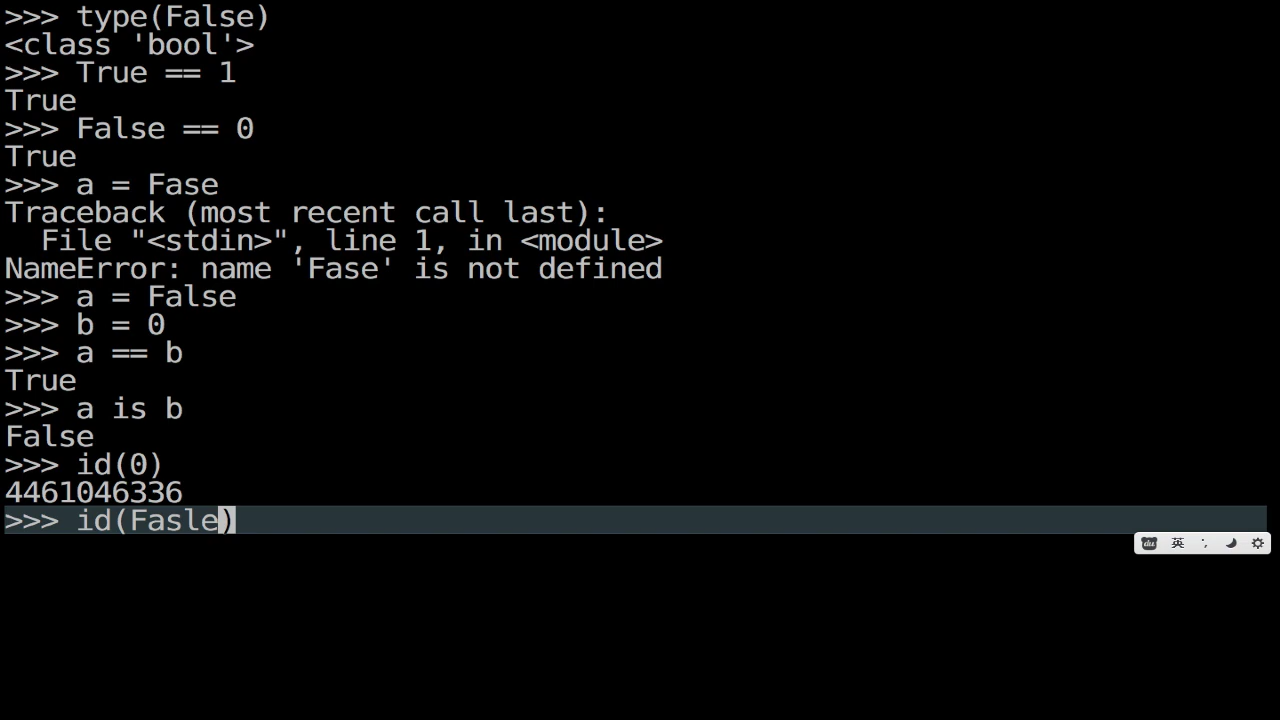 >>> type(False)
<class 'bool'>
>>> True == 1
True
>>> False == 0
True
>>> a = Fase
Traceback (most recent call last):
  File "<stdin>", line 1, in <module>
NameError: name 'Fase' is not defined
>>> a = False
>>> b = 0
>>> a == b
True
>>> a is b
False
>>> id(0)
4461046336
>>> id(Fasle)
du 英